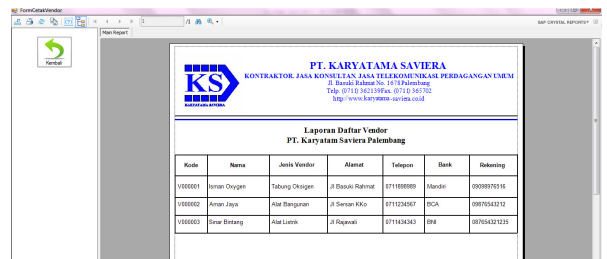 FormCetakVendor
1 /1
SAP CRYSTAL REPORTS
Main Report
Kembali
KS
KARYATAMA SAVIERA
PT. KARYATAMA SAVIERA
KONTRAKTOR. JASA KONSULTAN. JASA TELEKOMUNIKASI. PERDAGANGAN UMUM
Jl. Basuki Rahmat No. 1678 Palembang
Telp. (0711) 362139Fax. (0711) 365702
http://www.karyatama-saviera.co.id
Laporan Daftar Vendor
PT. Karyatam Saviera Palembang
Kode Nama Jenis Vendor Alamat Telepon Bank Rekening
V000001 Isman Oxygen Tabung Oksigen Jl Basuki Rahmat 0711898989 Mandiri 09098976516
V000002 Aman Jaya Alat Bangunan Jl Sersan KKo 0711234567 BCA 09876543212
V000003 Sinar Bintang Alat Listrik Jl Rajawali 0711434343 BNI 087654321235